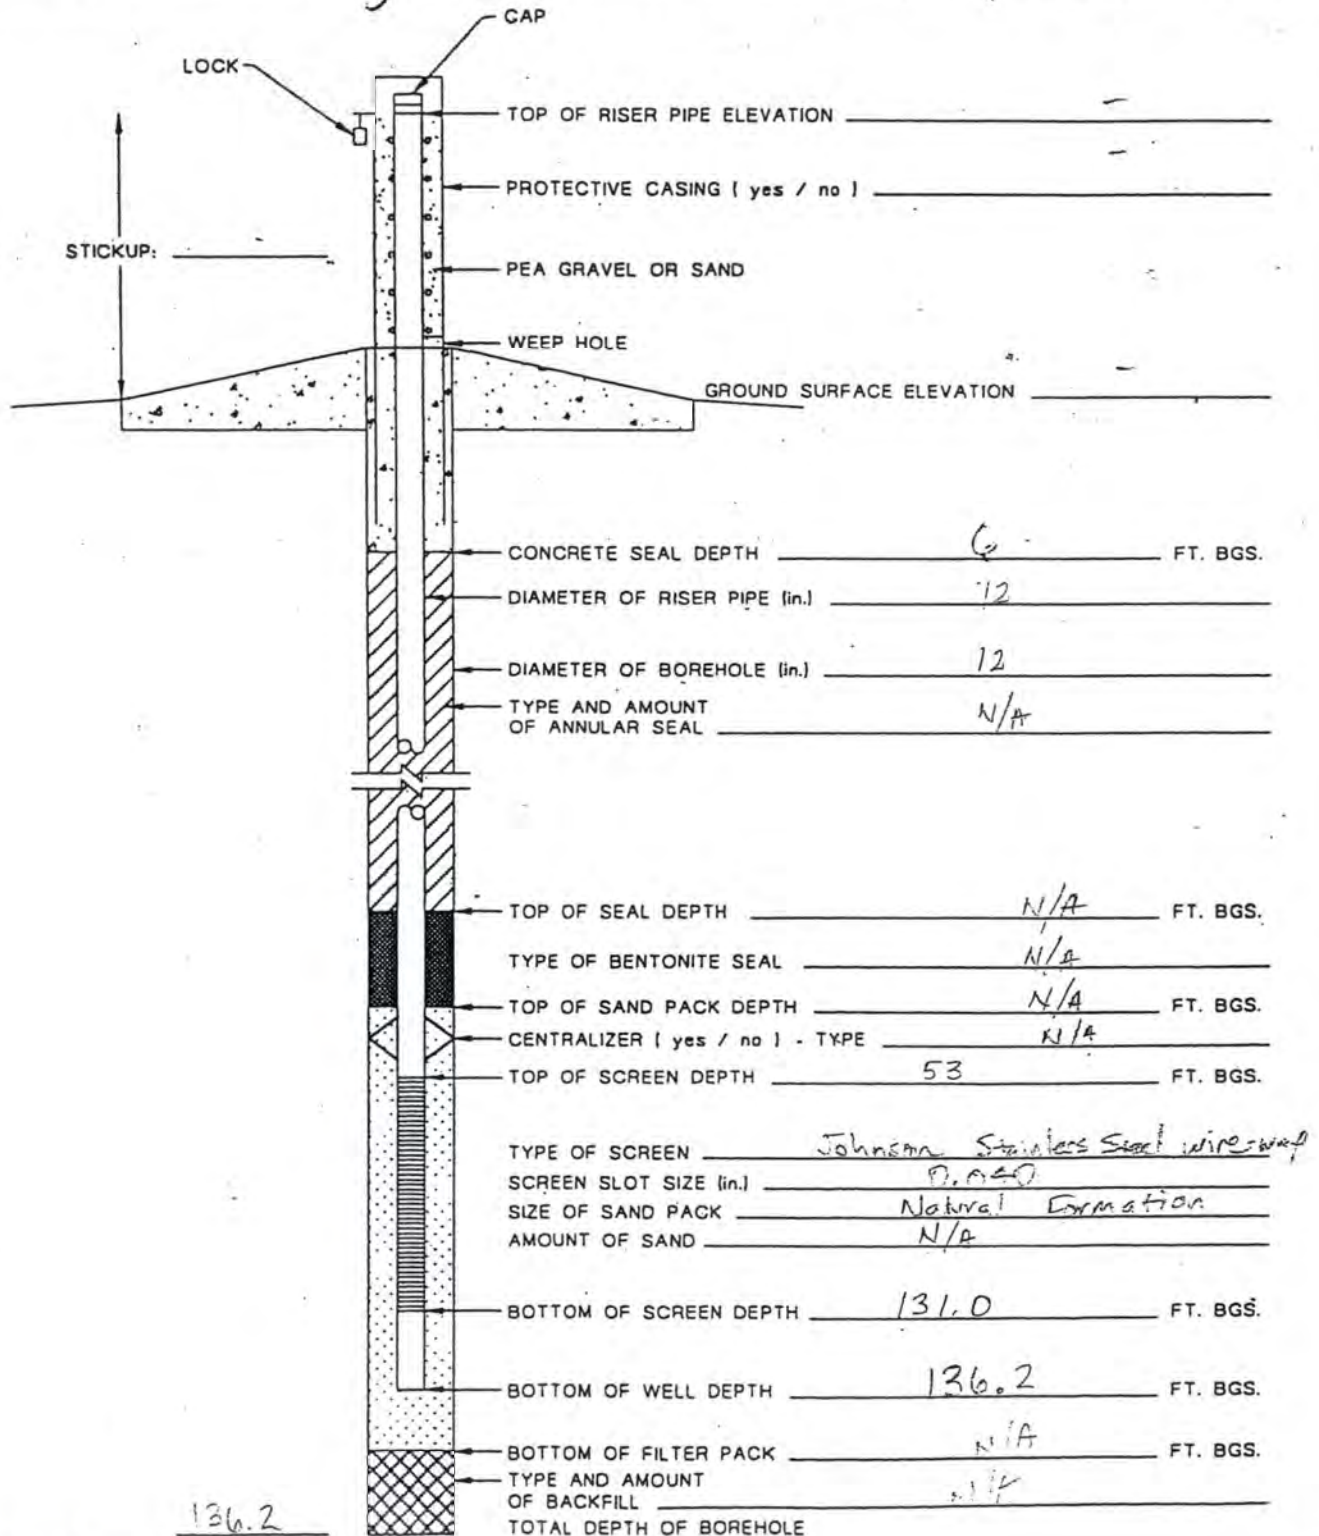 CAP
LOCK
TOP OF RISER PIPE ELEVATION -
PROTECTIVE CASING ( yes / no ) -
STICKUP:
PEA GRAVEL OR SAND
WEEP HOLE
GROUND SURFACE ELEVATION -
CONCRETE SEAL DEPTH 6 FT. BGS.
DIAMETER OF RISER PIPE (in.) 12
DIAMETER OF BOREHOLE (in.) 12
TYPE AND AMOUNT
OF ANNULAR SEAL N/A
TOP OF SEAL DEPTH N/A FT. BGS.
TYPE OF BENTONITE SEAL N/A
TOP OF SAND PACK DEPTH N/A FT. BGS.
CENTRALIZER ( yes / no ) - TYPE N/A
TOP OF SCREEN DEPTH 53 FT. BGS.
TYPE OF SCREEN Johnson Stainless Steel wire-wrap
SCREEN SLOT SIZE (in.) 0.040
SIZE OF SAND PACK Natural Formation
AMOUNT OF SAND N/A
BOTTOM OF SCREEN DEPTH 131.0 FT. BGS.
BOTTOM OF WELL DEPTH 136.2 FT. BGS.
BOTTOM OF FILTER PACK N/A FT. BGS.
TYPE AND AMOUNT
OF BACKFILL N/A
136.2 TOTAL DEPTH OF BOREHOLE